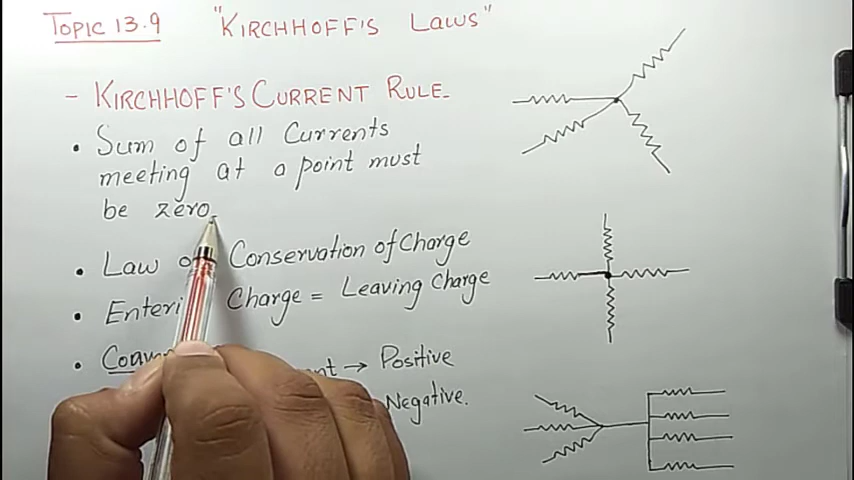 TOPIC 13.9 "KIRCHHOFF'S LAWS"
- KIRCHHOFF'S CURRENT RULE
• Sum of all Currents
meeting at a point must
be zero.
• Law of Conservation of Charge
• Charge = Leaving Charge
• → Positive
Negative.